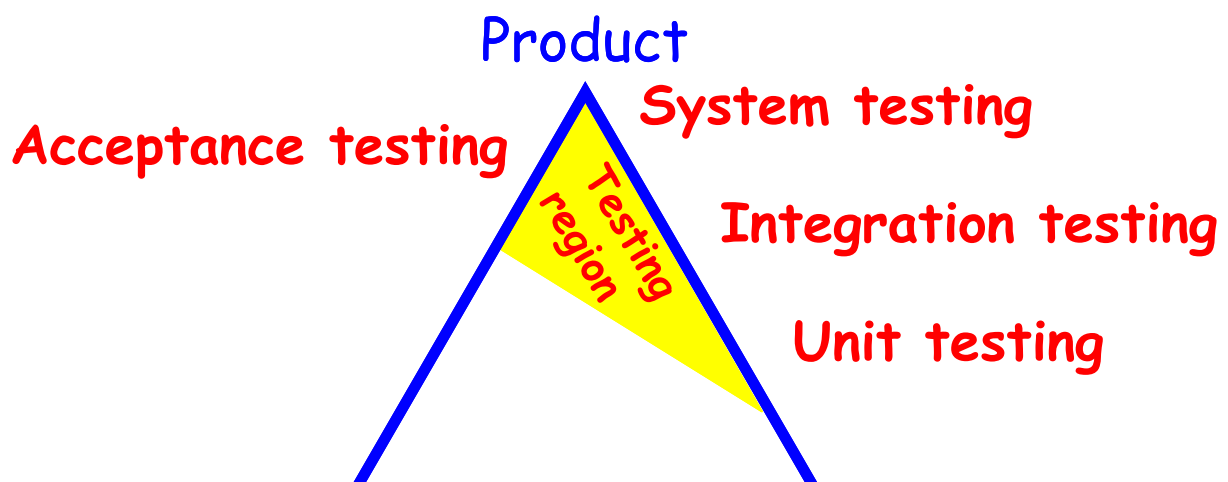 Product
System testing
Acceptance testing
Testing
region
Integration testing
Unit testing